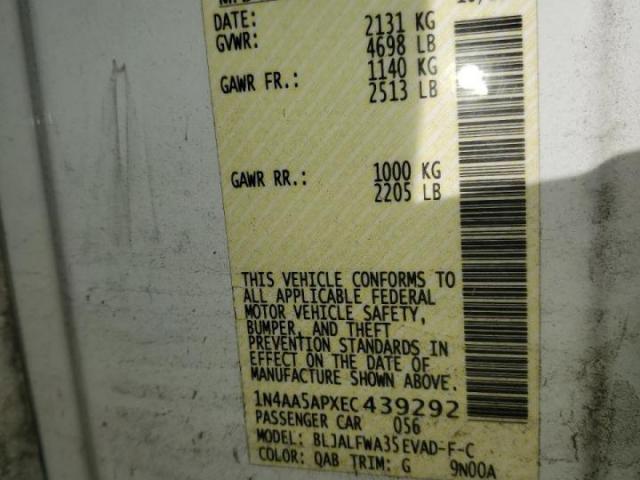 DATE: 2131 KG
GVWR: 4698 LB
GAWR FR.: 1140 KG
2513 LB
GAWR RR.: 1000 KG
2205 LB
THIS VEHICLE CONFORMS TO
ALL APPLICABLE FEDERAL
MOTOR VEHICLE SAFETY,
BUMPER, AND THEFT
PREVENTION STANDARDS IN
EFFECT ON THE DATE OF
MANUFACTURE SHOWN ABOVE.
1N4AA5APXEC439292
PASSENGER CAR 056
MODEL: BLJALFWA35EVAD-F-C
COLOR: QAB TRIM: G 9N00A